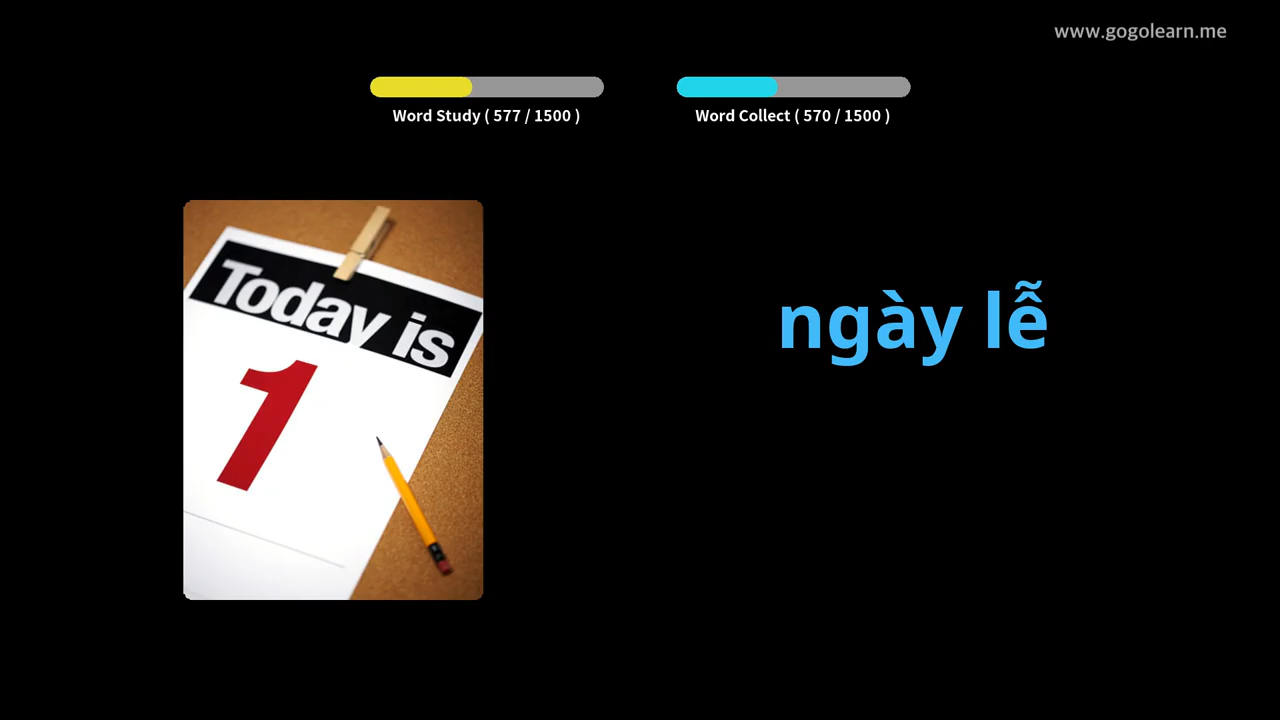 www.gogolearn.me
Word Study ( 577 / 1500 )
Word Collect ( 570 / 1500 )
Today is
1
ngày lễ